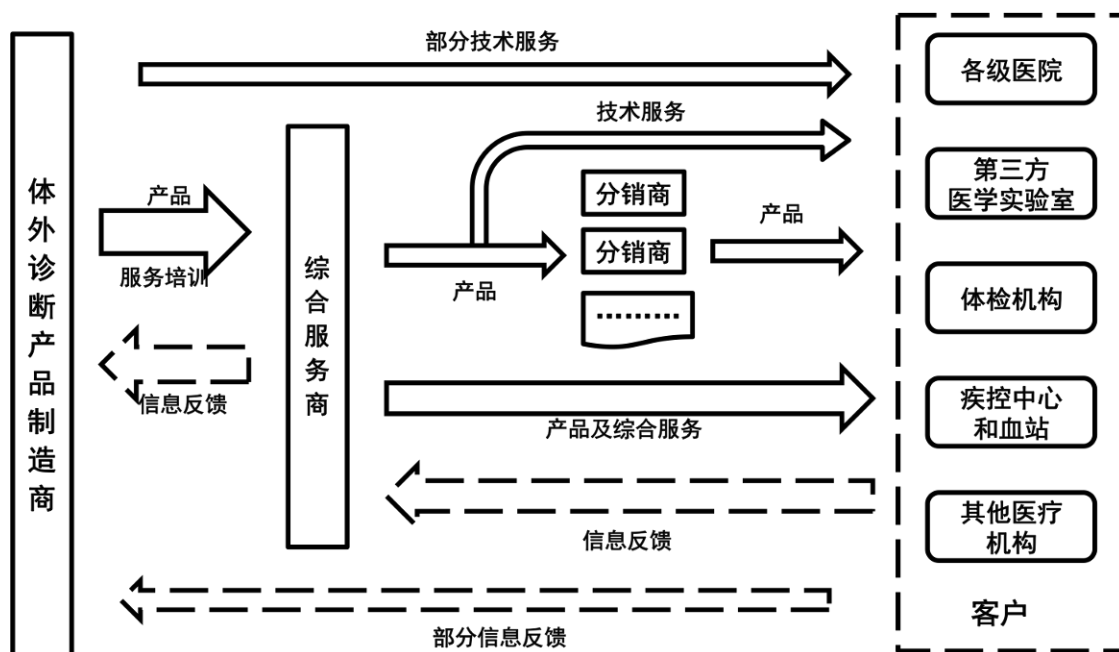 部分技术服务
体外诊断产品制造商
产品
服务培训
信息反馈
综合服务商
技术服务
产品
分销商
分销商
………
产品
产品及综合服务
信息反馈
部分信息反馈
各级医院
第三方
医学实验室
体检机构
疾控中心
和血站
其他医疗
机构
客户